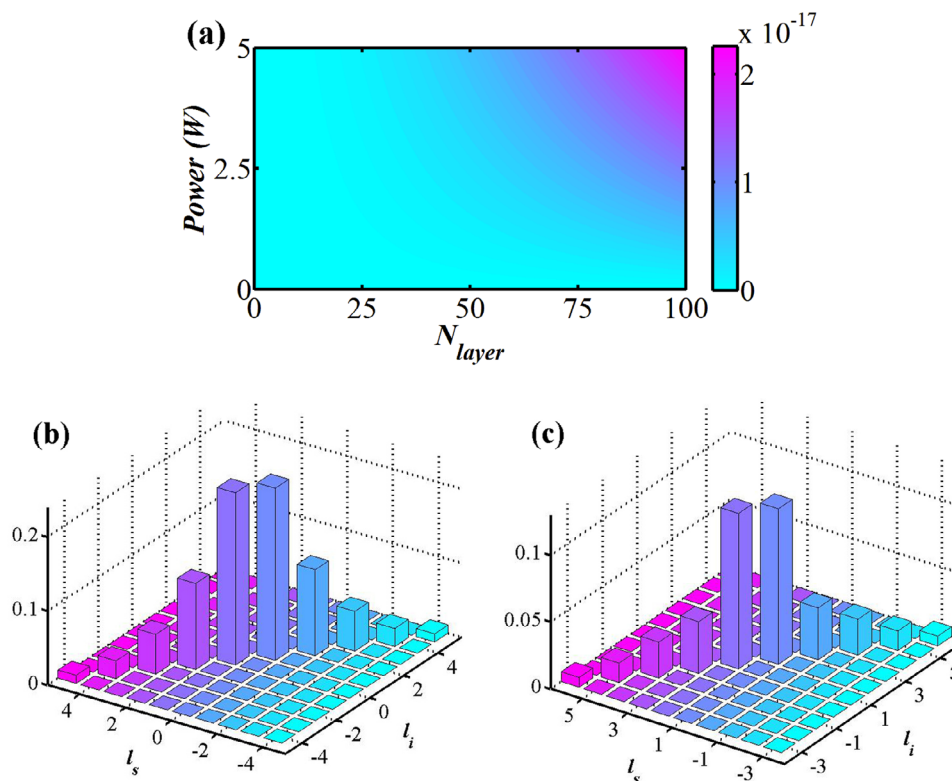 (a)
x 10⁻¹⁷
Power (W)
5
2.5
0
2
1
0
0 25 50 75 100
N_layer
(b)
0.2
0.1
0
4 2 0 -2 -4
l_s
-4 -2 0 2 4
l_i
(c)
0.1
0.05
0
5 3 1 -1 -3
l_s
-3 -1 1 3
l_i